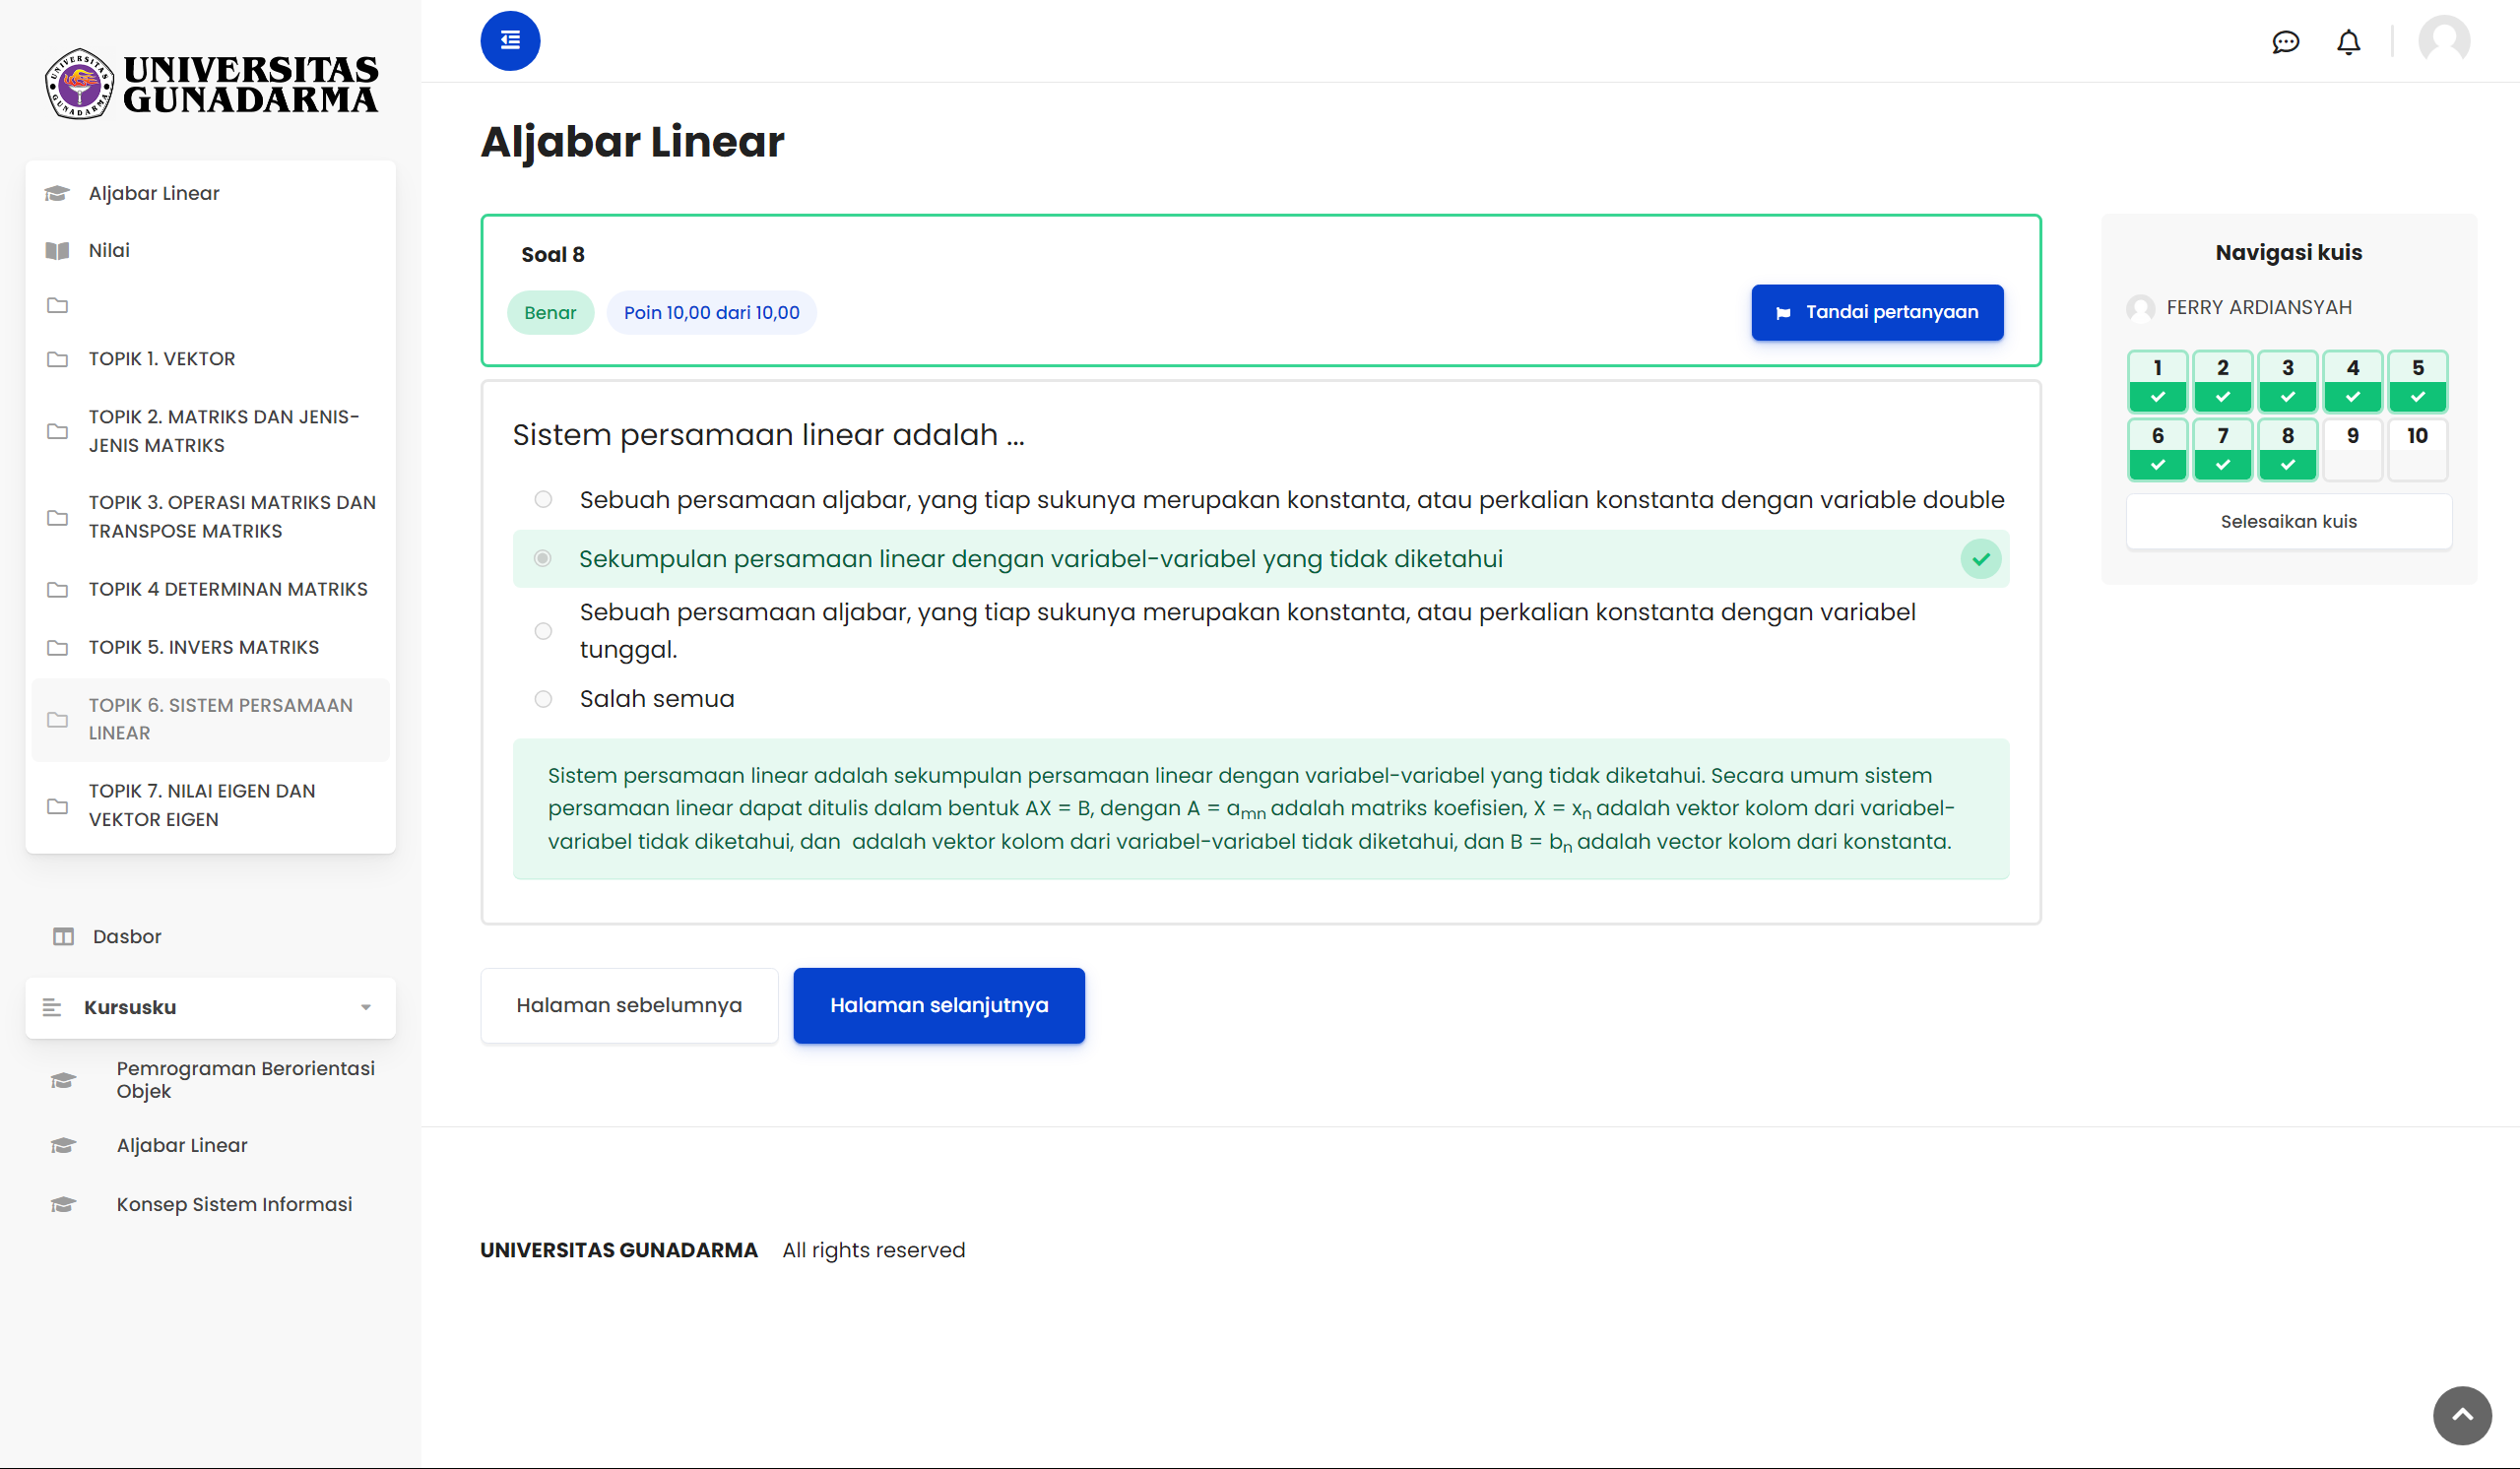 UNIVERSITAS
GUNADARMA
Aljabar Linear
Nilai
TOPIK 1. VEKTOR
TOPIK 2. MATRIKS DAN JENIS-
JENIS MATRIKS
TOPIK 3. OPERASI MATRIKS DAN
TRANSPOSE MATRIKS
TOPIK 4 DETERMINAN MATRIKS
TOPIK 5. INVERS MATRIKS
TOPIK 6. SISTEM PERSAMAAN
LINEAR
TOPIK 7. NILAI EIGEN DAN
VEKTOR EIGEN
Dasbor
Kursusku
Pemrograman Berorientasi
Objek
Aljabar Linear
Konsep Sistem Informasi
Aljabar Linear
Soal 8
Benar
Poin 10,00 dari 10,00
Tandai pertanyaan
Sistem persamaan linear adalah ...
Sebuah persamaan aljabar, yang tiap sukunya merupakan konstanta, atau perkalian konstanta dengan variable double
Sekumpulan persamaan linear dengan variabel-variabel yang tidak diketahui
Sebuah persamaan aljabar, yang tiap sukunya merupakan konstanta, atau perkalian konstanta dengan variabel
tunggal.
Salah semua
Sistem persamaan linear adalah sekumpulan persamaan linear dengan variabel-variabel yang tidak diketahui. Secara umum sistem
persamaan linear dapat ditulis dalam bentuk AX = B, dengan A = amn adalah matriks koefisien, X = xn adalah vektor kolom dari variabel-
variabel tidak diketahui, dan  adalah vektor kolom dari variabel-variabel tidak diketahui, dan B = bn adalah vector kolom dari konstanta.
Halaman sebelumnya
Halaman selanjutnya
Navigasi kuis
FERRY ARDIANSYAH
1 2 3 4 5
6 7 8 9 10
Selesaikan kuis
UNIVERSITAS GUNADARMA All rights reserved